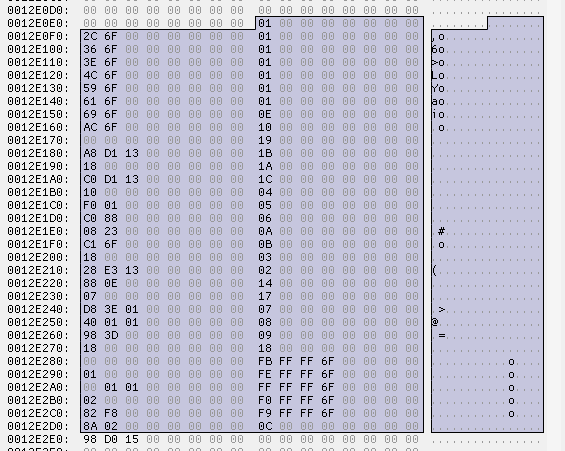 0012E0D0: 00 00 00 00 00 00 00 00 00 00 00 00 00 00 00 00 ................
0012E0E0: 00 00 00 00 00 00 00 00 01 00 00 00 00 00 00 00 ................
0012E0F0: 2C 6F 00 00 00 00 00 00 01 00 00 00 00 00 00 00 ,o..............
0012E100: 36 6F 00 00 00 00 00 00 01 00 00 00 00 00 00 00 6o..............
0012E110: 3E 6F 00 00 00 00 00 00 01 00 00 00 00 00 00 00 >o..............
0012E120: 4C 6F 00 00 00 00 00 00 01 00 00 00 00 00 00 00 Lo..............
0012E130: 59 6F 00 00 00 00 00 00 01 00 00 00 00 00 00 00 Yo..............
0012E140: 61 6F 00 00 00 00 00 00 01 00 00 00 00 00 00 00 ao..............
0012E150: 69 6F 00 00 00 00 00 00 0E 00 00 00 00 00 00 00 io..............
0012E160: AC 6F 00 00 00 00 00 00 10 00 00 00 00 00 00 00 .o..............
0012E170: 00 00 00 00 00 00 00 00 19 00 00 00 00 00 00 00 ................
0012E180: A8 D1 13 00 00 00 00 00 1B 00 00 00 00 00 00 00 ................
0012E190: 18 00 00 00 00 00 00 00 1A 00 00 00 00 00 00 00 ................
0012E1A0: C0 D1 13 00 00 00 00 00 1C 00 00 00 00 00 00 00 ................
0012E1B0: 10 00 00 00 00 00 00 00 04 00 00 00 00 00 00 00 ................
0012E1C0: F0 01 00 00 00 00 00 00 05 00 00 00 00 00 00 00 ................
0012E1D0: C0 88 00 00 00 00 00 00 06 00 00 00 00 00 00 00 ................
0012E1E0: 08 23 00 00 00 00 00 00 0A 00 00 00 00 00 00 00 .#..............
0012E1F0: C1 6F 00 00 00 00 00 00 0B 00 00 00 00 00 00 00 .o..............
0012E200: 18 00 00 00 00 00 00 00 03 00 00 00 00 00 00 00 ................
0012E210: 28 E3 13 00 00 00 00 00 02 00 00 00 00 00 00 00 (...............
0012E220: 88 0E 00 00 00 00 00 00 14 00 00 00 00 00 00 00 ................
0012E230: 07 00 00 00 00 00 00 00 17 00 00 00 00 00 00 00 ................
0012E240: D8 3E 01 00 00 00 00 00 07 00 00 00 00 00 00 00 .>..............
0012E250: 40 01 01 00 00 00 00 00 08 00 00 00 00 00 00 00 @...............
0012E260: 98 3D 00 00 00 00 00 00 09 00 00 00 00 00 00 00 .=..............
0012E270: 18 00 00 00 00 00 00 00 18 00 00 00 00 00 00 00 ................
0012E280: 00 00 00 00 00 00 00 00 FB FF FF 6F 00 00 00 00 ...........o....
0012E290: 01 00 00 00 00 00 00 00 FE FF FF 6F 00 00 00 00 ...........o....
0012E2A0: 00 01 01 00 00 00 00 00 FF FF FF 6F 00 00 00 00 ...........o....
0012E2B0: 02 00 00 00 00 00 00 00 F0 FF FF 6F 00 00 00 00 ...........o....
0012E2C0: 82 F8 00 00 00 00 00 00 F9 FF FF 6F 00 00 00 00 ...........o....
0012E2D0: 8A 02 00 00 00 00 00 00 0C 00 00 00 00 00 00 00 ................
0012E2E0: 98 D0 15 00 00 00 00 00 00 00 00 00 00 00 00 00 ................